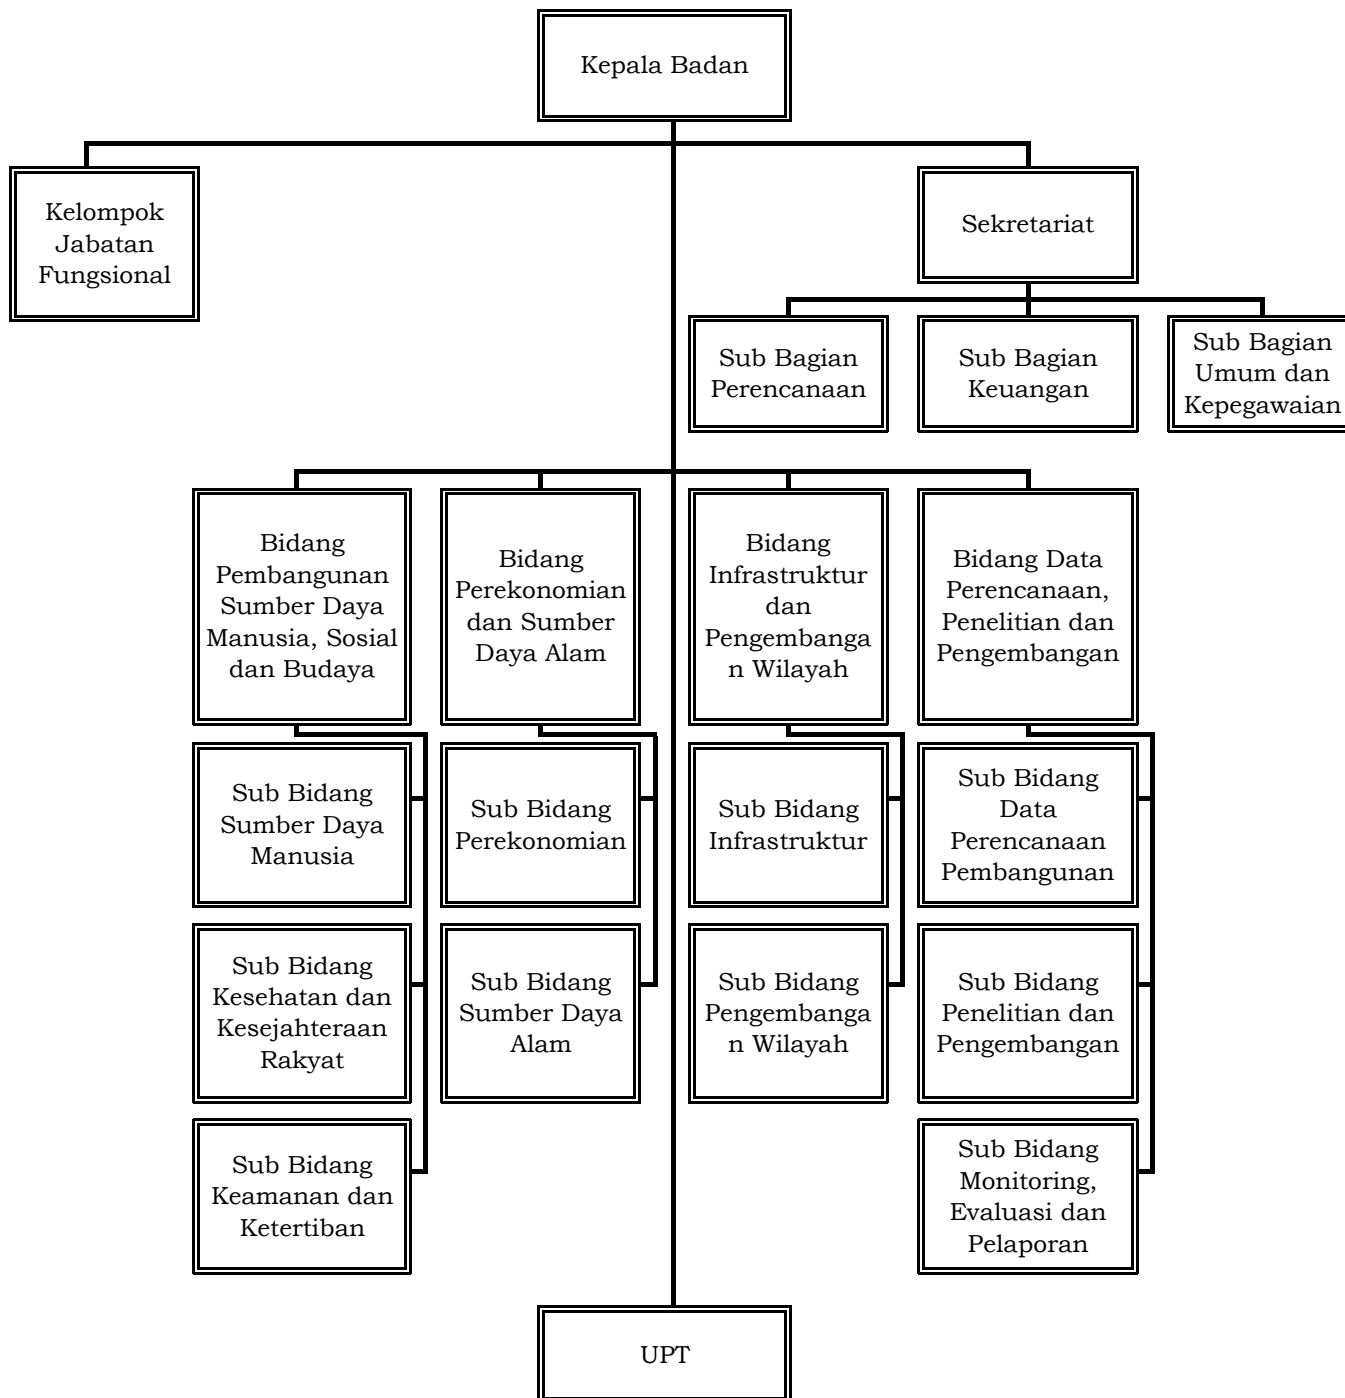 Kepala Badan
Kelompok
Jabatan
Fungsional
Sekretariat
Sub Bagian
Perencanaan
Sub Bagian
Keuangan
Sub Bagian
Umum dan
Kepegawaian
Bidang
Pembangunan
Sumber Daya
Manusia, Sosial
dan Budaya
Bidang
Perekonomian
dan Sumber
Daya Alam
Bidang
Infrastruktur
dan
Pengembanga
n Wilayah
Bidang Data
Perencanaan,
Penelitian dan
Pengembangan
Sub Bidang
Sumber Daya
Manusia
Sub Bidang
Perekonomian
Sub Bidang
Infrastruktur
Sub Bidang
Data
Perencanaan
Pembangunan
Sub Bidang
Kesehatan dan
Kesejahteraan
Rakyat
Sub Bidang
Sumber Daya
Alam
Sub Bidang
Pengembanga
n Wilayah
Sub Bidang
Penelitian dan
Pengembangan
Sub Bidang
Keamanan dan
Ketertiban
Sub Bidang
Monitoring,
Evaluasi dan
Pelaporan
UPT